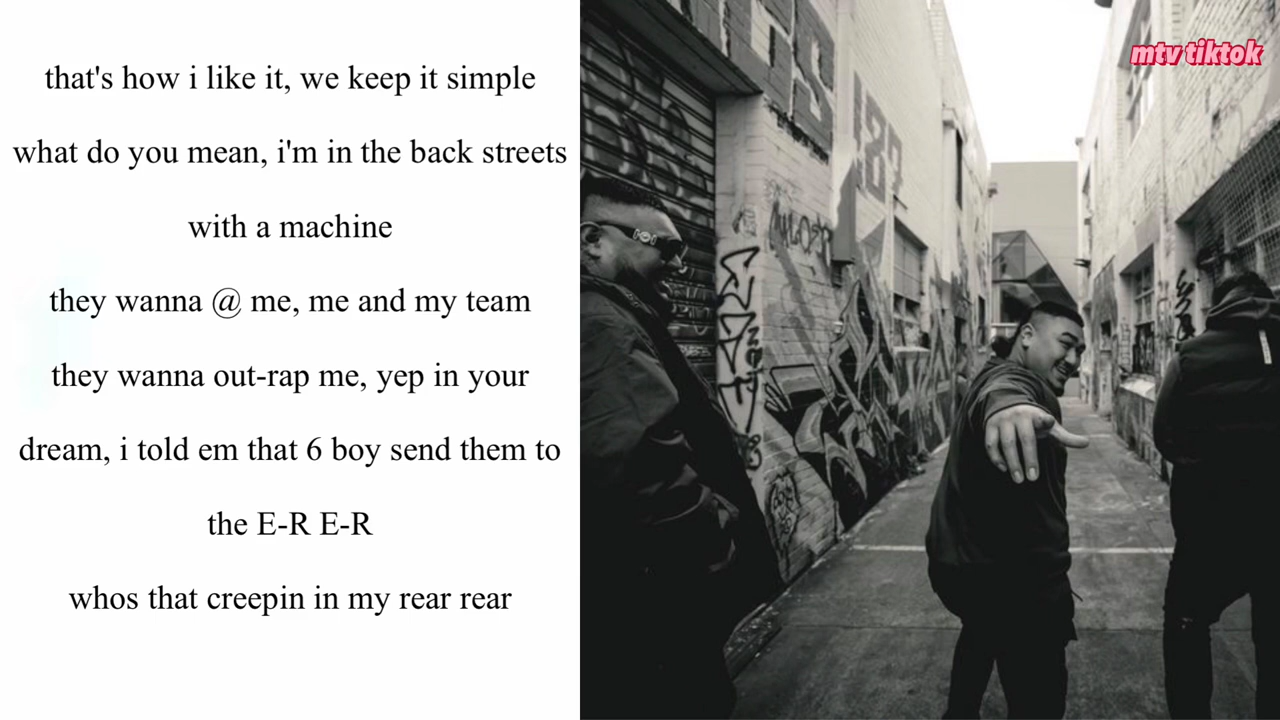 that's how i like it, we keep it simple
what do you mean, i'm in the back streets
with a machine
they wanna @ me, me and my team
they wanna out-rap me, yep in your
dream, i told em that 6 boy send them to
the E-R E-R
whos that creepin in my rear rear
mtv tiktok